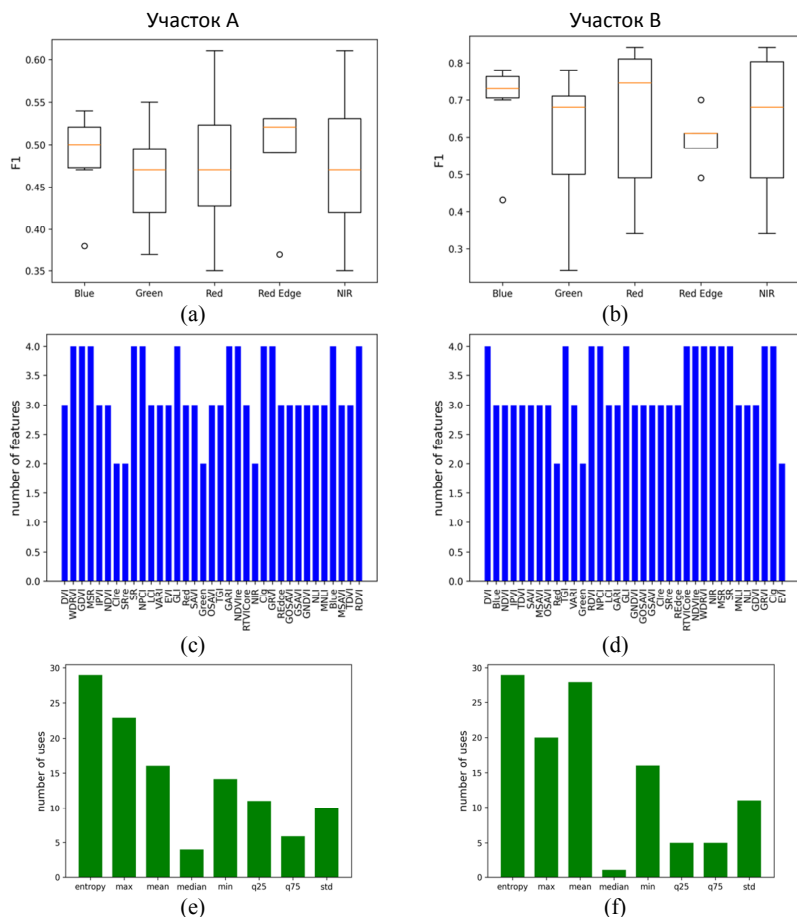 Участок A
Участок B
0.60
0.55
0.50
0.45
0.40
0.35
F1
Blue Green Red Red Edge NIR
(a)
0.8
0.7
0.6
0.5
0.4
0.3
F1
Blue Green Red Red Edge NIR
(b)
4.0
3.5
3.0
2.5
2.0
1.5
1.0
0.5
0.0
number of features
DVI WDRVI GDVI MSR IPVI NDVI CIre SRre SR NPCI LCI VARI EVI GLI Red SAVI Green OSAVI TGI GARI NDVIre RTVICore NIR CIg GRVI REdge GOSAVI GSAVI GNDVI NLI MNLI Blue MSAVI TDVI RDVI
(c)
4.0
3.5
3.0
2.5
2.0
1.5
1.0
0.5
0.0
number of features
DVI Blue NDVI IPVI TDVI SAVI MSAVI OSAVI Red TGI VARI Green RDVI NPCI LCI GARI GLI GNDVI GOSAVI GSAVI CIre SRre REdge RTVICore NDVIre WDRVI NIR MSR SR MNLI NLI GDVI GRVI CIg EVI
(d)
30
25
20
15
10
5
0
number of uses
entropy max mean median min q25 q75 std
(e)
30
25
20
15
10
5
0
number of uses
entropy max mean median min q25 q75 std
(f)